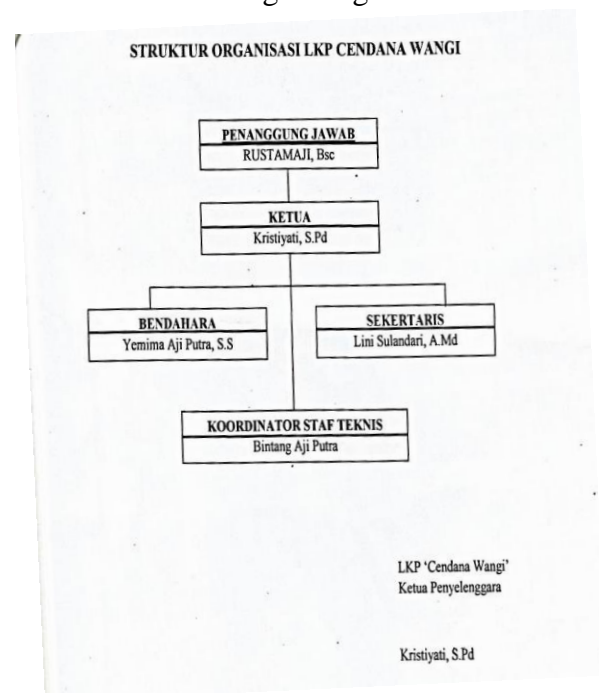 STRUKTUR ORGANISASI LKP CENDANA WANGI
PENANGGUNG JAWAB
RUSTAMAJI, Bsc
KETUA
Kristiyati, S.Pd
BENDAHARA
Yemima Aji Putra, S.S
SEKERTARIS
Lini Sulandari, A.Md
KOORDINATOR STAF TEKNIS
Bintang Aji Putra
LKP ‘Cendana Wangi’
Ketua Penyelenggara
Kristiyati, S.Pd